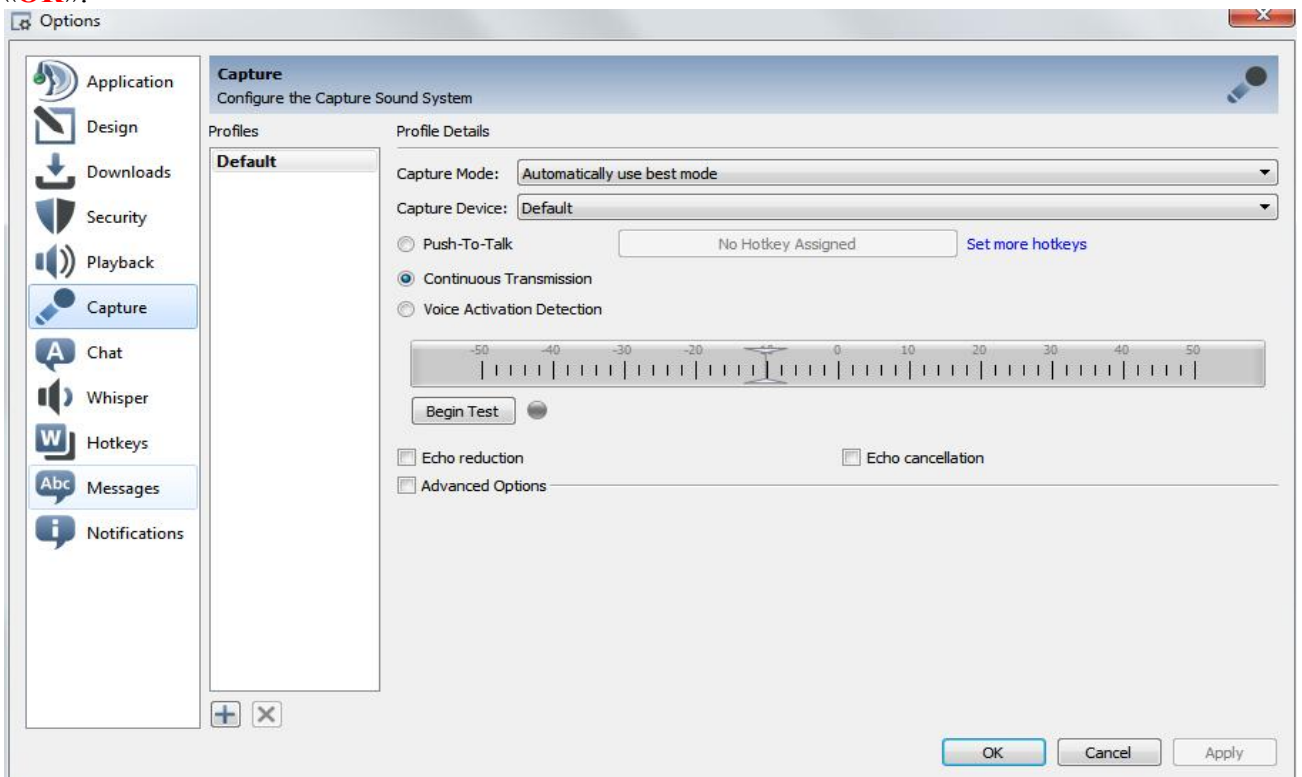 «OK».
Options
Application
Design
Downloads
Security
Playback
Capture
Chat
Whisper
Hotkeys
Messages
Notifications
Capture
Configure the Capture Sound System
Profiles
Default
Profile Details
Capture Mode: Automatically use best mode
Capture Device: Default
Push-To-Talk No Hotkey Assigned Set more hotkeys
Continuous Transmission
Voice Activation Detection
-50 -40 -30 -20 0 10 20 30 40 50
Begin Test
Echo reduction Echo cancellation
Advanced Options
OK Cancel Apply